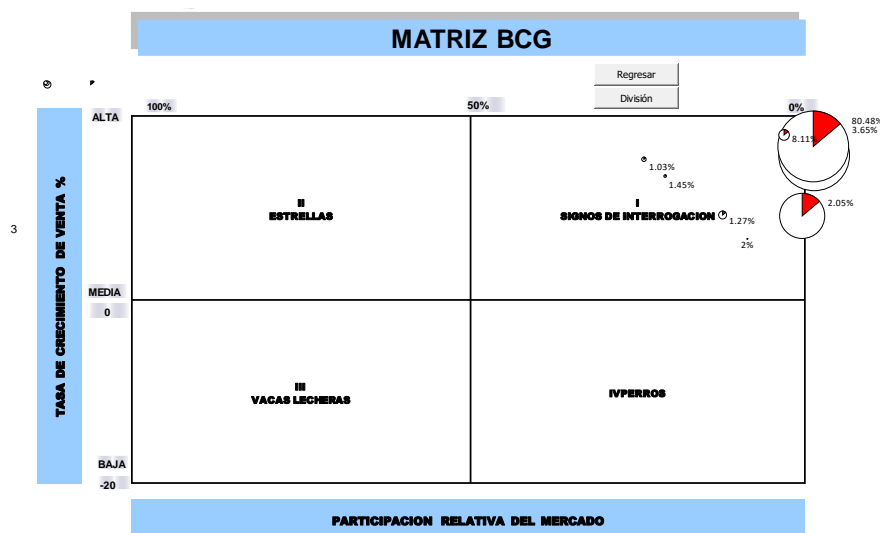 MATRIZ BCG
Regresar
División
100%
50%
0%
ALTA
80.48%
3.65%
8.11%
1.03%
1.45%
TASA DE CRECIMIENTO DE VENTA %
3
II
ESTRELLAS
I
SIGNOS DE INTERROGACION
1.27%
2.05%
2%
MEDIA
0
III
VACAS LECHERAS
IVPERROS
BAJA
-20
PARTICIPACION RELATIVA DEL MERCADO